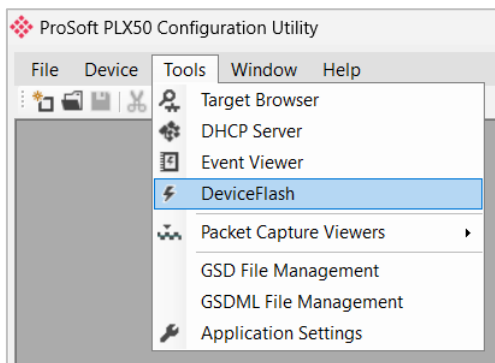 ProSoft PLX50 Configuration Utility
File Device Tools Window Help
Target Browser
DHCP Server
Event Viewer
DeviceFlash
Packet Capture Viewers
GSD File Management
GSDML File Management
Application Settings